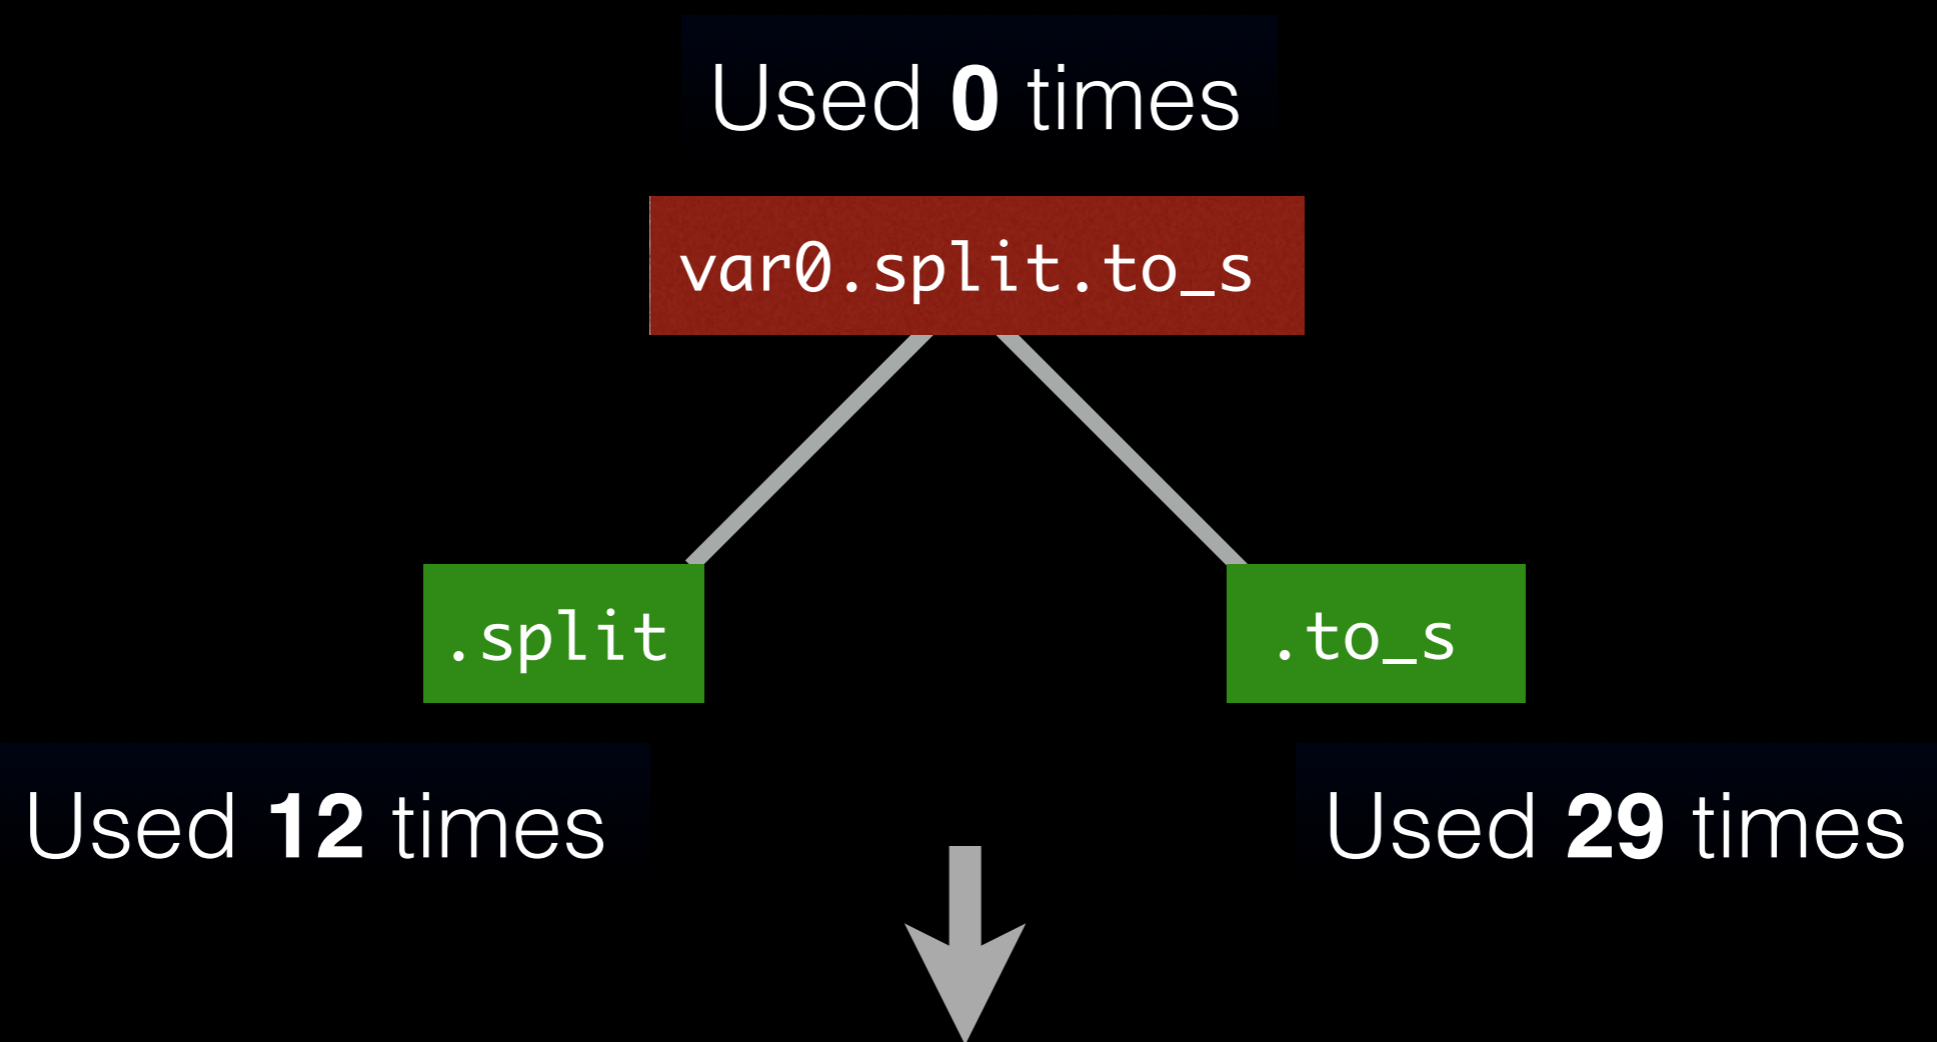 Used 0 times
var0.split.to_s
.split
.to_s
Used 12 times
Used 29 times